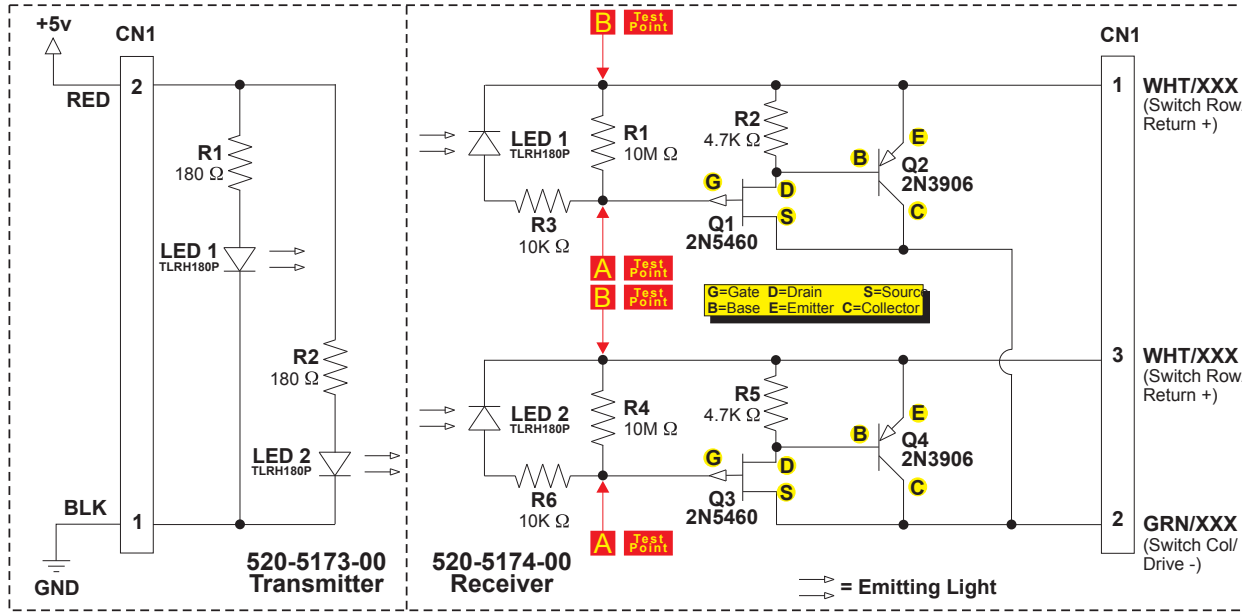 +5v
CN1
2
RED
R1
180 Ω
LED 1
TLRH180P
R2
180 Ω
LED 2
TLRH180P
BLK
1
GND
520-5173-00
Transmitter
B
Test
Point
LED 1
TLRH180P
R1
10M Ω
R3
10K Ω
R2
4.7K Ω
G
D
S
Q1
2N5460
B
E
C
Q2
2N3906
A
Test
Point
B
Test
Point
G=Gate D=Drain S=Source
B=Base E=Emitter C=Collector
LED 2
TLRH180P
R4
10M Ω
R6
10K Ω
R5
4.7K Ω
G
D
S
Q3
2N5460
B
E
C
Q4
2N3906
A
Test
Point
520-5174-00
Receiver
= Emitting Light
CN1
1
WHT/XXX
(Switch Row
Return +)
3
WHT/XXX
(Switch Row
Return +)
2
GRN/XXX
(Switch Col/
Drive -)